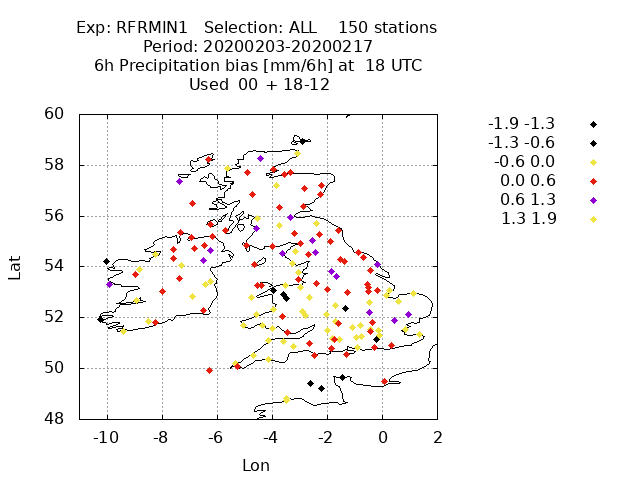 Exp: RFRMIN1 Selection: ALL 150 stations
Period: 20200203-20200217
6h Precipitation bias [mm/6h] at 18 UTC
Used 00 + 18-12
-1.9 -1.3
-1.3 -0.6
-0.6 0.0
0.0 0.6
0.6 1.3
1.3 1.9
60
58
56
54
52
50
48
Lat
-10 -8 -6 -4 -2 0 2
Lon